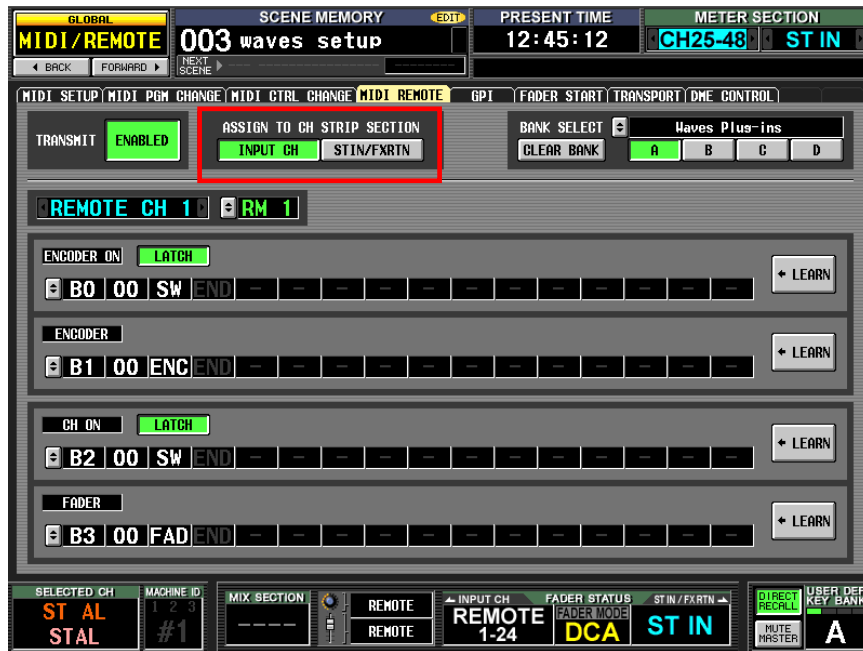 GLOBAL SCENE MEMORY EDIT PRESENT TIME METER SECTION
MIDI/REMOTE 003 waves setup 12:45:12 CH25-48 ST IN
BACK FORWARD NEXT SCENE --- ---
MIDI SETUP MIDI PGM CHANGE MIDI CTRL CHANGE MIDI REMOTE GPI FADER START TRANSPORT DME CONTROL
TRANSMIT ENABLED
ASSIGN TO CH STRIP SECTION
INPUT CH STIN/FXRTN
BANK SELECT Waves Plus-ins
CLEAR BANK A B C D
REMOTE CH 1 RM 1
ENCODER ON LATCH
B0 00 SW END - - - - - - - - - - - -
← LEARN
ENCODER
B1 00 ENC END - - - - - - - - - - - -
← LEARN
CH ON LATCH
B2 00 SW END - - - - - - - - - - - -
← LEARN
FADER
B3 00 FAD END - - - - - - - - - - - -
← LEARN
SELECTED CH
ST AL
STAL
MACHINE ID
1 2 3
#1
MIX SECTION
----
REMOTE
REMOTE
INPUT CH FADER STATUS ST IN/FXRTN
REMOTE
1-24
FADER MODE
DCA
ST IN
DIRECT RECALL
MUTE MASTER
USER DEF
KEY BANK
A